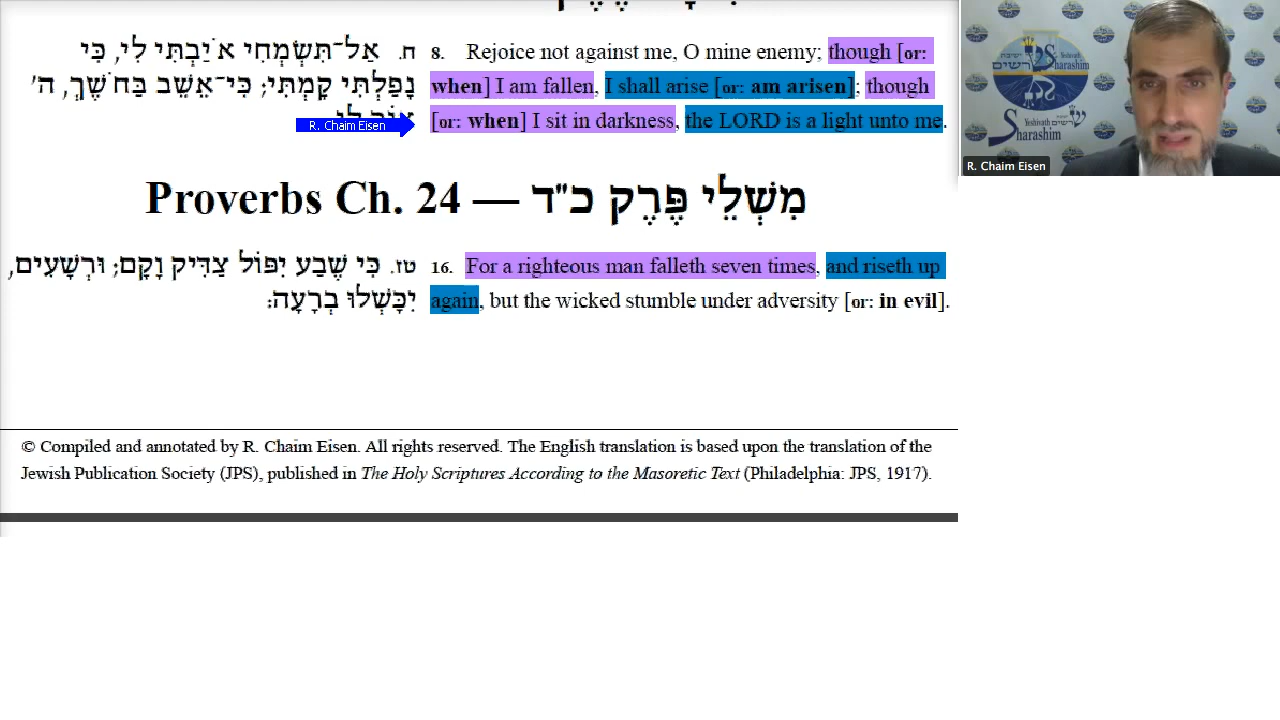 ח. אַל־תִּשְׂמְחִי אֹיַבְתִּי לִי, כִּי
נָפַלְתִּי קָמְתִּי; כִּי־אֵשֵׁב בַּחֹשֶׁךְ, ה'
8. Rejoice not against me, O mine enemy; though [or:
when] I am fallen, I shall arise [or: am arisen]; though
[or: when] I sit in darkness, the LORD is a light unto me.
R. Chaim Eisen
Proverbs Ch. 24 — מִשְׁלֵי פֶּרֶק כ"ד
טז. כִּי שֶׁבַע יִפּוֹל צַדִּיק וָקָם; וּרְשָׁעִים,
יִכָּשְׁלוּ בְרָעָה:
16. For a righteous man falleth seven times, and riseth up
again, but the wicked stumble under adversity [or: in evil].
© Compiled and annotated by R. Chaim Eisen. All rights reserved. The English translation is based upon the translation of the
Jewish Publication Society (JPS), published in The Holy Scriptures According to the Masoretic Text (Philadelphia: JPS, 1917).
Yeshivath
Sharashim
R. Chaim Eisen